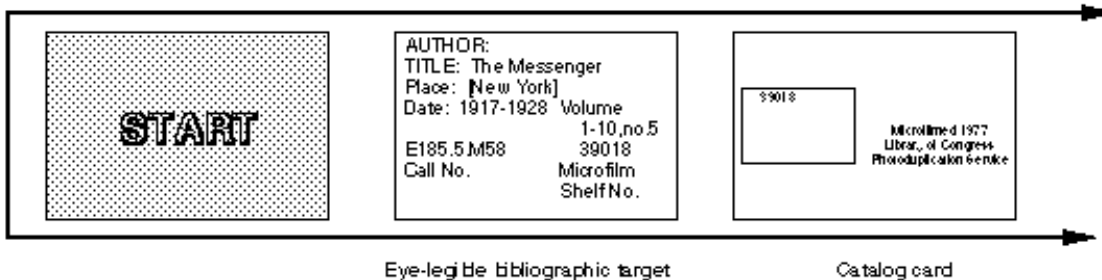 START
AUTHOR:
TITLE: The Messenger
Place: [New York]
Date: 1917-1928 Volume
1-10,no.5
E185.5.M58 39018
Call No. Microfilm
Shelf No.
39018
Microfilmed 1977
Library of Congress
Photoduplication Service
Eye-legible bibliographic target
Catalog card